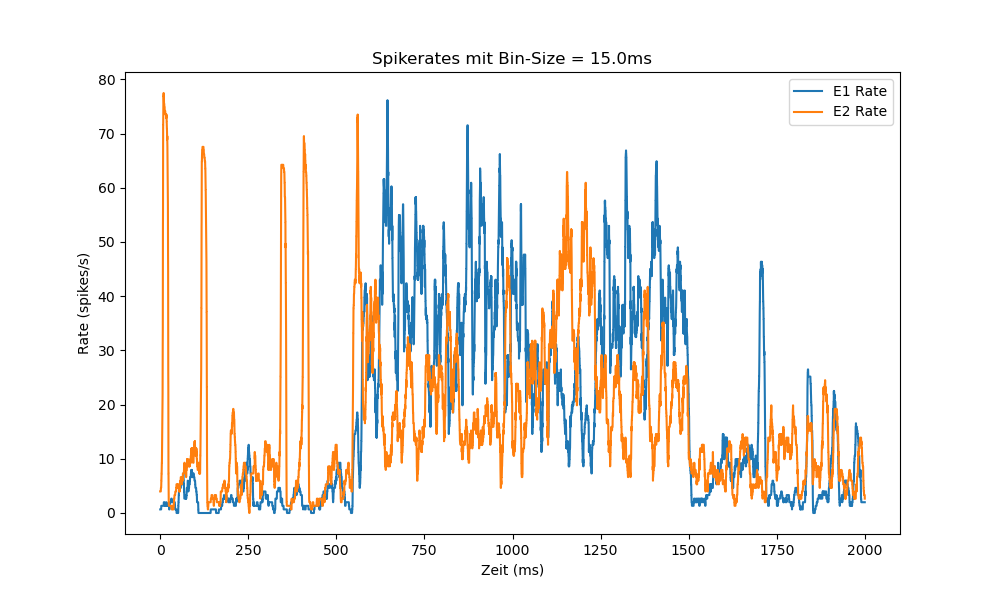 Spikerates mit Bin-Size = 15.0ms
E1 Rate
E2 Rate
80
70
60
50
40
30
20
10
0
Rate (spikes/s)
0 250 500 750 1000 1250 1500 1750 2000
Zeit (ms)